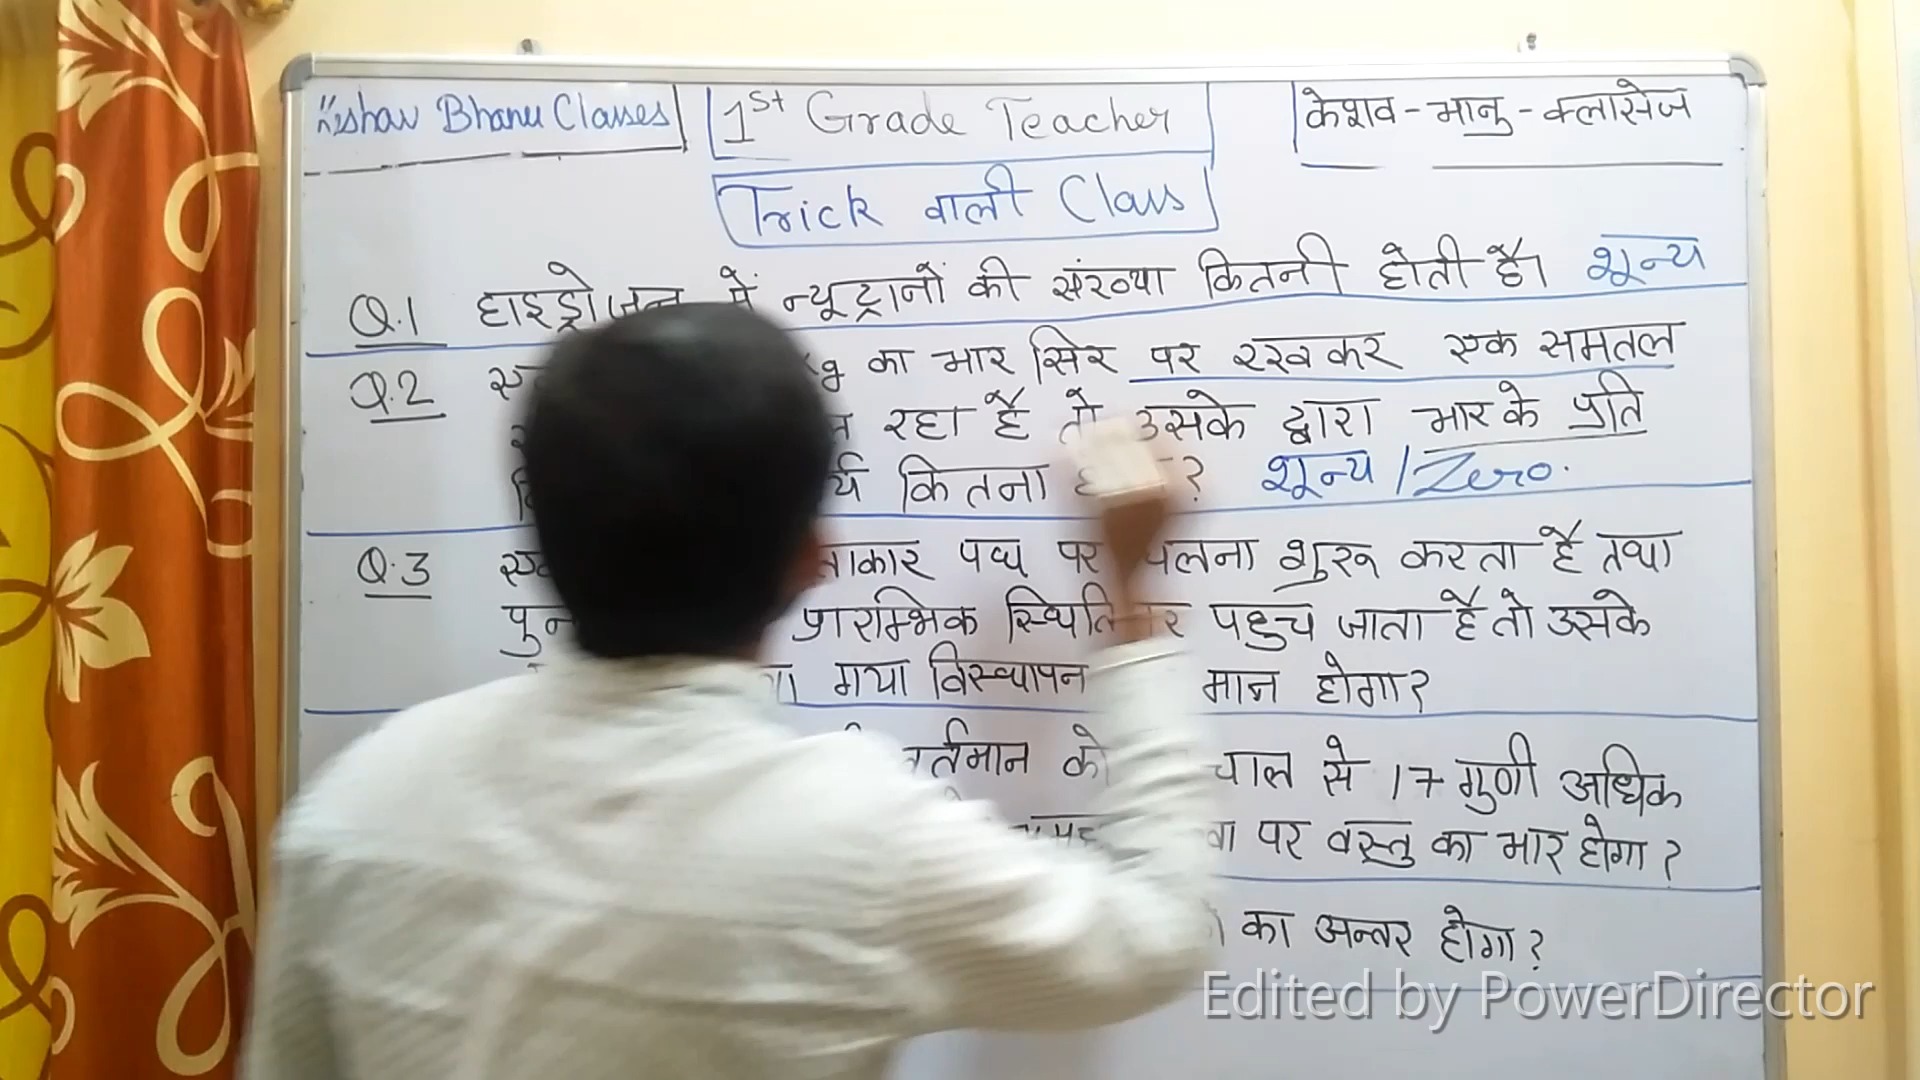 Keshav Bhanu Classes
1st Grade Teacher
केशव - भानु - क्लासेज
Trick वाली Class
Q.1 हाइड्रोजन में न्यूट्रानों की संख्या कितनी होती है। शून्य
Q.2 का भार सिर पर रखकर एक समतल
रहा है तो उसके द्वारा भार के प्रति
कितना ? शून्य / Zero.
Q.3 पथ पर चलना शुरू करता है तथा
प्रारम्भिक स्थिति पर पहुच जाता है तो उसके
गया विस्थापन मान होगा?
वर्तमान को चाल से 17 गुणी अधिक
पर वस्तु का भार होगा?
का अन्तर होगा?
Edited by PowerDirector